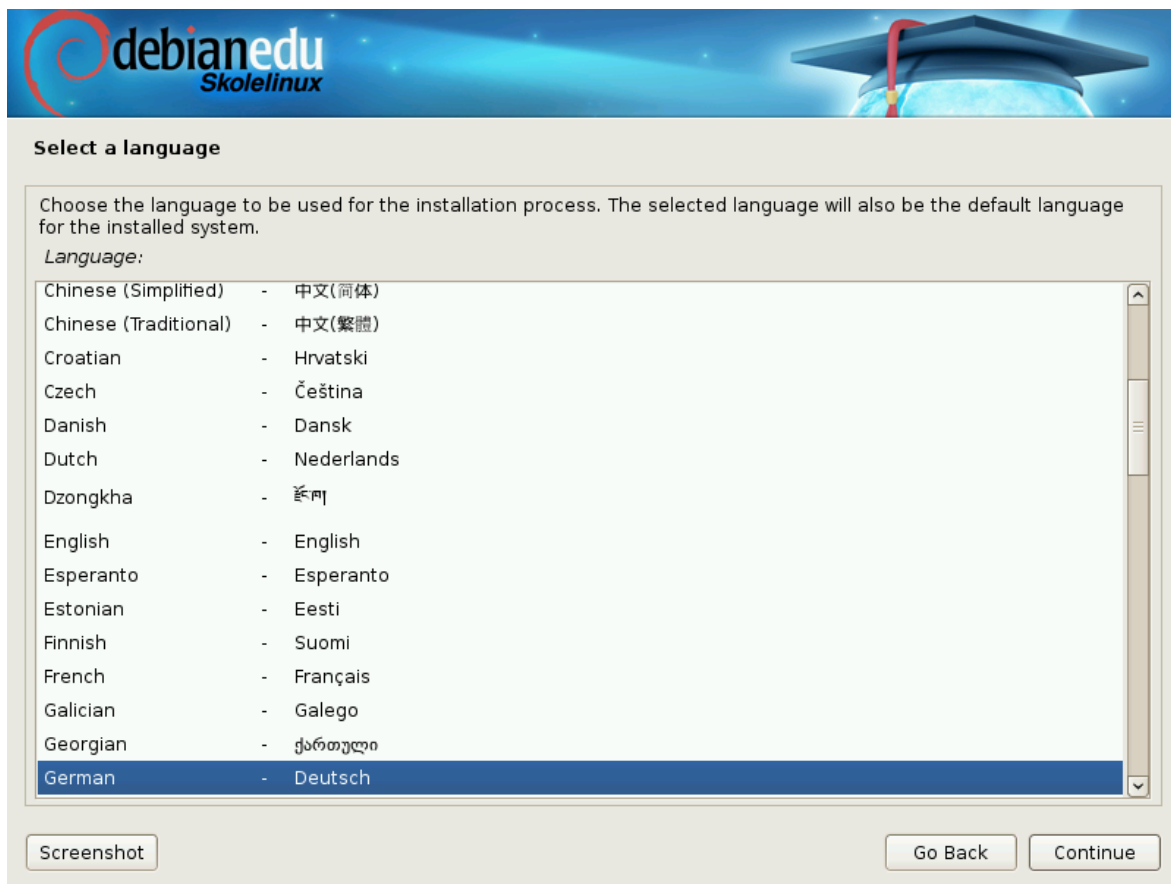 debianedu
Skolelinux
Select a language
Choose the language to be used for the installation process. The selected language will also be the default language
for the installed system.
Language:
Chinese (Simplified) - 中文(简体)
Chinese (Traditional) - 中文(繁體)
Croatian - Hrvatski
Czech - Čeština
Danish - Dansk
Dutch - Nederlands
Dzongkha - རྫོང་ཁ།
English - English
Esperanto - Esperanto
Estonian - Eesti
Finnish - Suomi
French - Français
Galician - Galego
Georgian - ქართული
German - Deutsch
Screenshot Go Back Continue